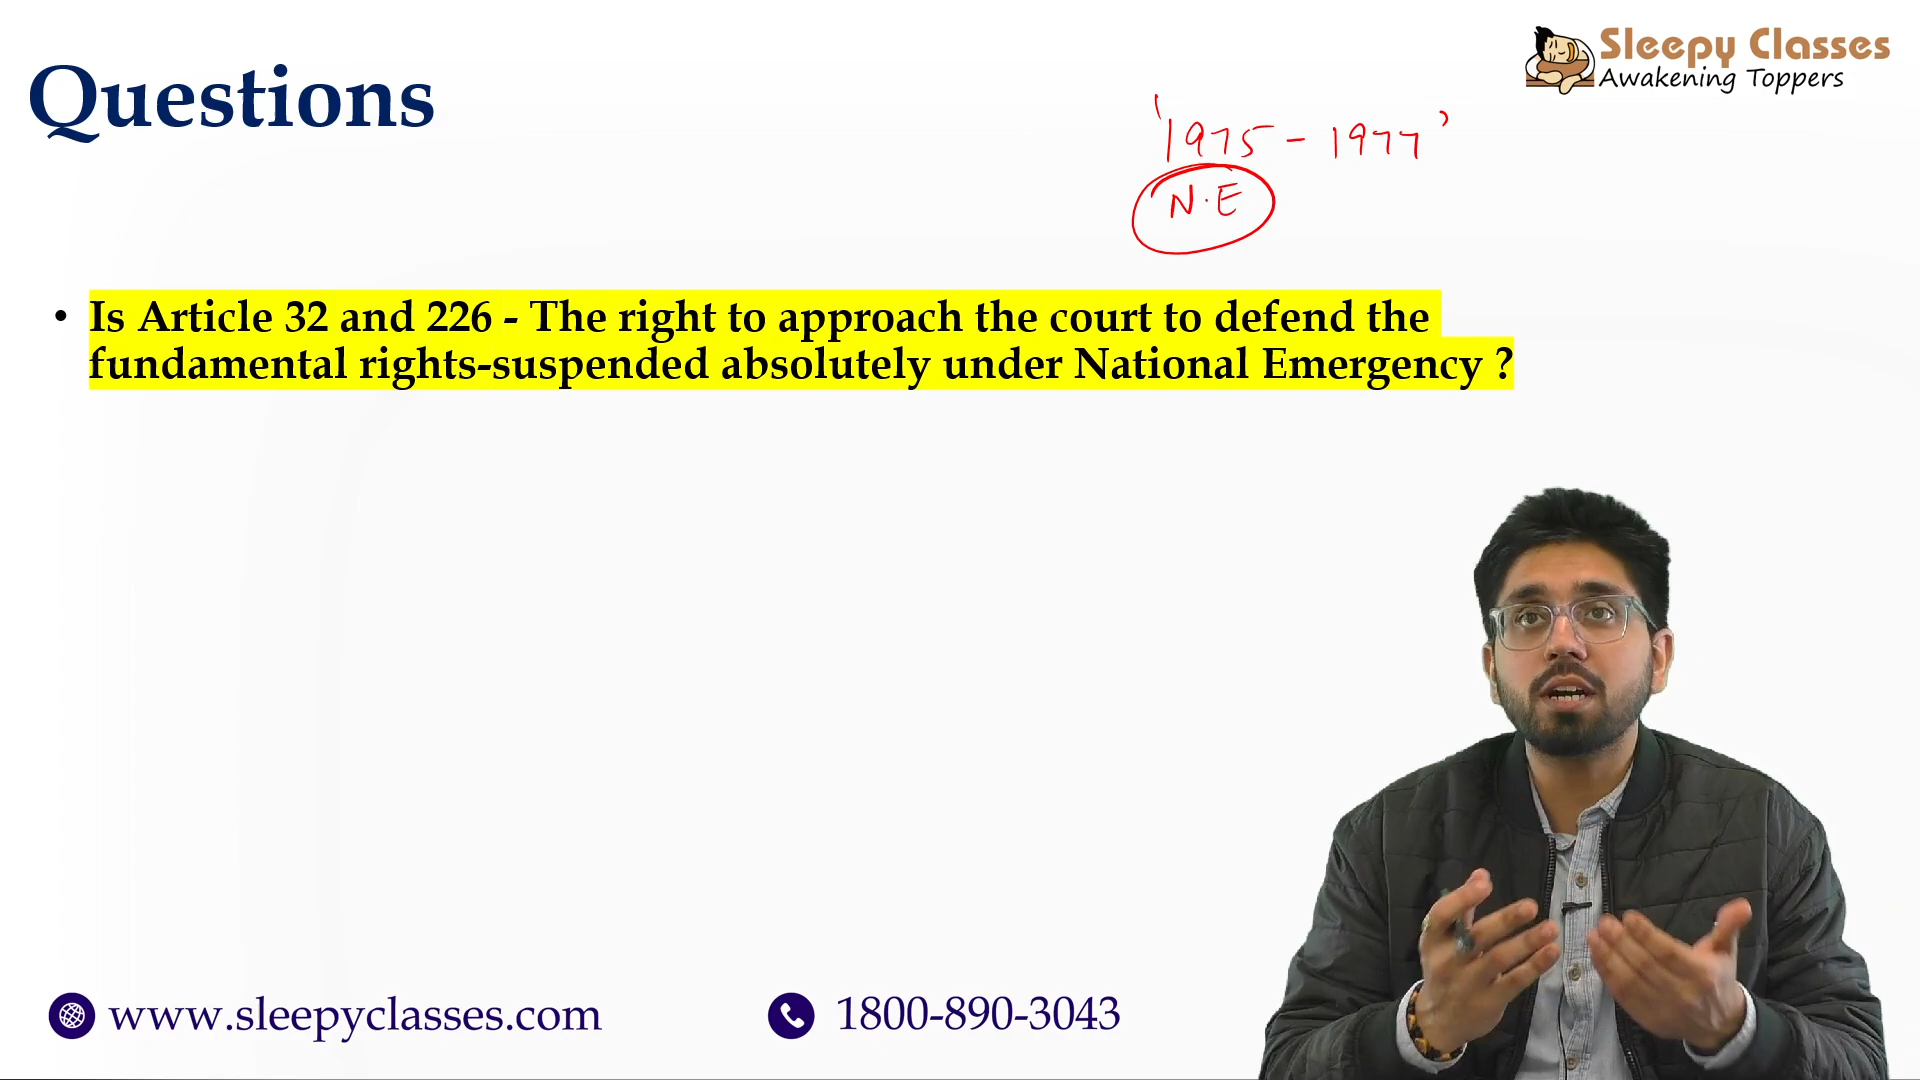 Sleepy Classes
Awakening Toppers
Questions
'1975 - 1977'
N.E
• Is Article 32 and 226 - The right to approach the court to defend the
fundamental rights-suspended absolutely under National Emergency ?
www.sleepyclasses.com
1800-890-3043